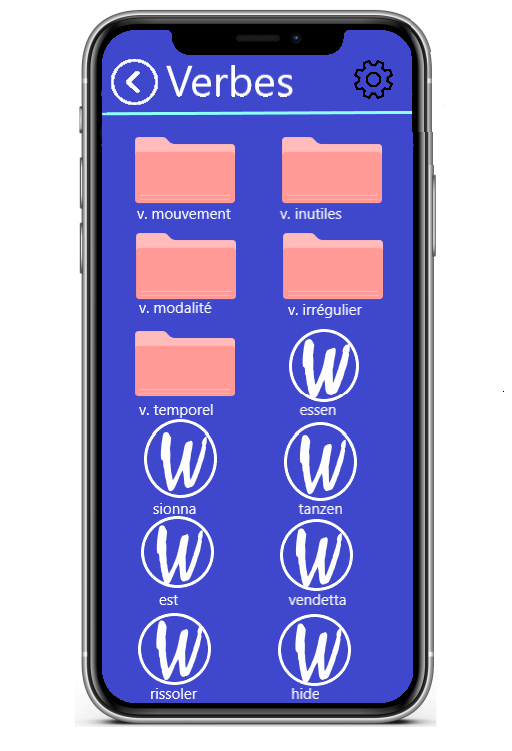 Verbes
v. mouvement
v. inutiles
v. modalité
v. irrégulier
v. temporel
W
essen
W
sionna
W
tanzen
W
est
W
vendetta
W
rissoler
W
hide